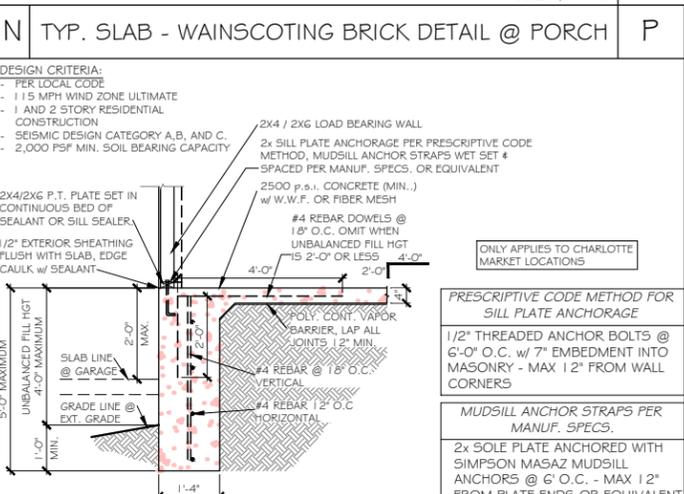 N
TYP. SLAB - WAINSCOTING BRICK DETAIL @ PORCH
P
DESIGN CRITERIA:
- PER LOCAL CODE
- 115 MPH WIND ZONE ULTIMATE
- 1 AND 2 STORY RESIDENTIAL
CONSTRUCTION
- SEISMIC DESIGN CATEGORY A,B, AND C.
- 2,000 PSF MIN. SOIL BEARING CAPACITY
2X4 / 2X6 LOAD BEARING WALL
2x SILL PLATE ANCHORAGE PER PRESCRIPTIVE CODE
METHOD, MUDSILL ANCHOR STRAPS WET SET &
SPACED PER MANUF. SPECS. OR EQUIVALENT
2500 p.s.i. CONCRETE (MIN..)
w/ W.W.F. OR FIBER MESH
#4 REBAR DOWELS @
18" O.C. OMIT WHEN
UNBALANCED FILL HGT
IS 2'-0" OR LESS
2X4/2X6 P.T. PLATE SET IN
CONTINUOUS BED OF
SEALANT OR SILL SEALER
1/2" EXTERIOR SHEATHING
FLUSH WITH SLAB, EDGE
CAULK w/ SEALANT
4'-0"
2'-0"
4'-0"
4"
ONLY APPLIES TO CHARLOTTE
MARKET LOCATIONS
POLY. CONT. VAPOR
BARRIER, LAP ALL
JOINTS 12" MIN.
5'-0" MAXIMUM
UNBALANCED FILL HGT
4'-0" MAXIMUM
2'-0"
MAX.
2'-0"
SLAB LINE
@ GARAGE
GRADE LINE @
EXT. GRADE
1'-0"
MIN.
#4 REBAR @ 18" O.C.
VERTICAL
#4 REBAR 12" O.C
HORIZONTAL
1'-4"
PRESCRIPTIVE CODE METHOD FOR
SILL PLATE ANCHORAGE
1/2" THREADED ANCHOR BOLTS @
6'-0" O.C. w/ 7" EMBEDMENT INTO
MASONRY - MAX 12" FROM WALL
CORNERS
MUDSILL ANCHOR STRAPS PER
MANUF. SPECS.
2x SOLE PLATE ANCHORED WITH
SIMPSON MASAZ MUDSILL
ANCHORS @ 6' O.C. - MAX 12"
FROM PLATE ENDS OR EQUIVALENT